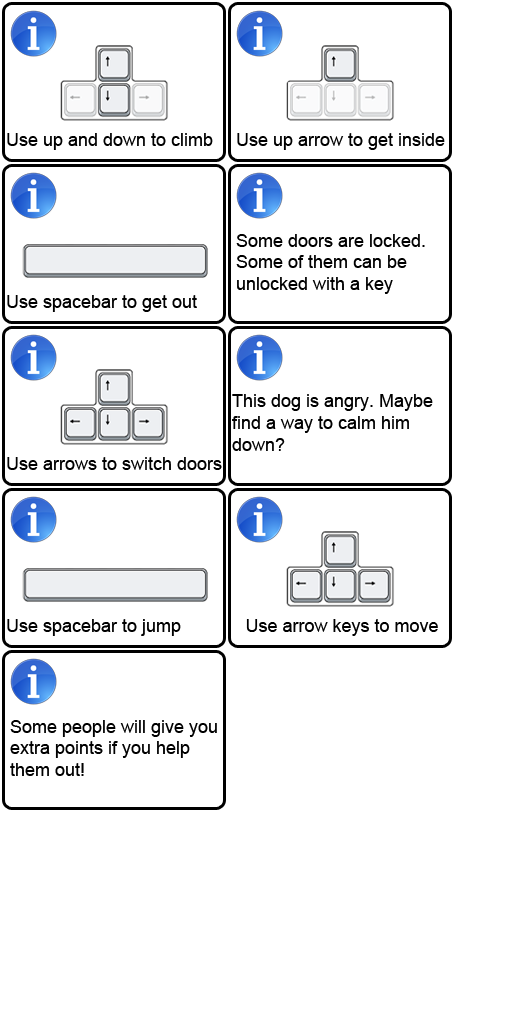 Use up and down to climb
Use up arrow to get inside
Use spacebar to get out
Some doors are locked.
Some of them can be
unlocked with a key
Use arrows to switch doors
This dog is angry. Maybe
find a way to calm him
down?
Use spacebar to jump
Use arrow keys to move
Some people will give you
extra points if you help
them out!